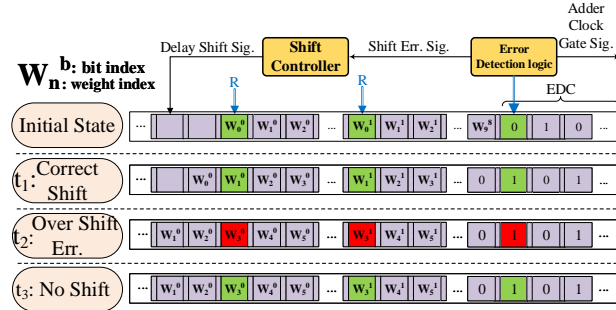 Adder
Clock
Gate Sig.
Delay Shift Sig.
Shift
Controller
Shift Err. Sig.
Error
Detection logic
W n b: bit index
n: weight index
R
R
EDC
Initial State
... W0^0 W1^0 W2^0 ... W0^1 W1^1 W2^1 ... W9^8 0 1 0 ...
t1: Correct
Shift
... W0^0 W1^0 W2^0 W3^0 ... W1^1 W2^1 W3^1 ... 0 1 0 1 ...
t2: Over Shift
Err.
... W1^0 W2^0 W3^0 W4^0 W5^0 ... W3^1 W4^1 W5^1 ... 0 1 0 1 ...
t3: No Shift
... W1^0 W2^0 W3^0 W4^0 W5^0 ... W3^1 W4^1 W5^1 ... 0 1 0 1 ...